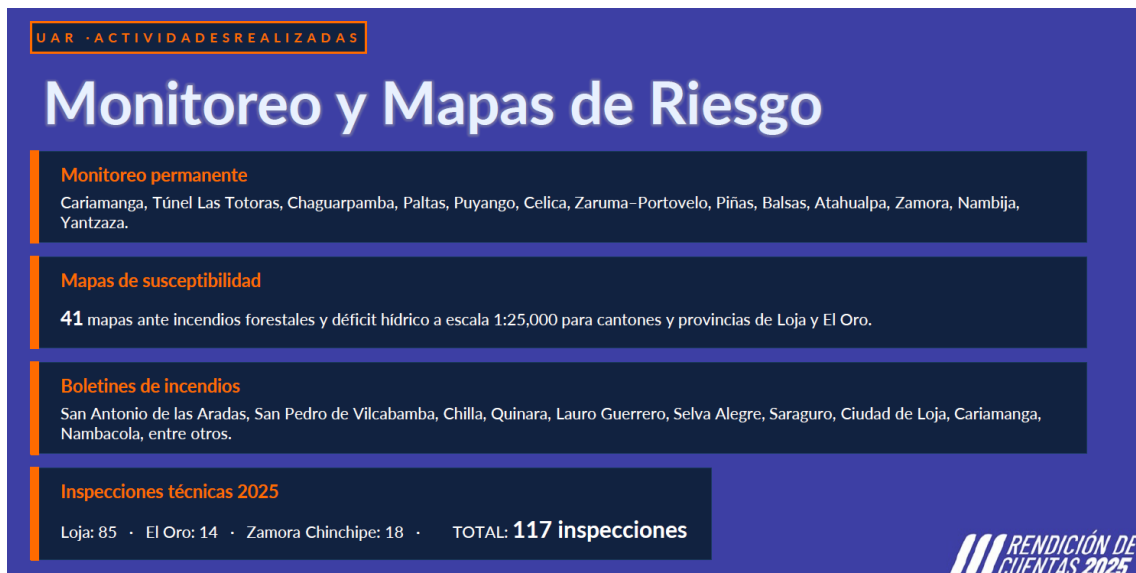 UAR ·ACTIVIDADESREALIZADAS
Monitoreo y Mapas de Riesgo
Monitoreo permanente
Cariamanga, Túnel Las Totoras, Chaguarpamba, Paltas, Puyango, Celica, Zaruma–Portovelo, Piñas, Balsas, Atahualpa, Zamora, Nambija,
Yantzaza.
Mapas de susceptibilidad
41 mapas ante incendios forestales y déficit hídrico a escala 1:25,000 para cantones y provincias de Loja y El Oro.
Boletines de incendios
San Antonio de las Aradas, San Pedro de Vilcabamba, Chilla, Quinara, Lauro Guerrero, Selva Alegre, Saraguro, Ciudad de Loja, Cariamanga,
Nambacola, entre otros.
Inspecciones técnicas 2025
Loja: 85 · El Oro: 14 · Zamora Chinchipe: 18 · TOTAL: 117 inspecciones
RENDICIÓN DE
CUENTAS 2025